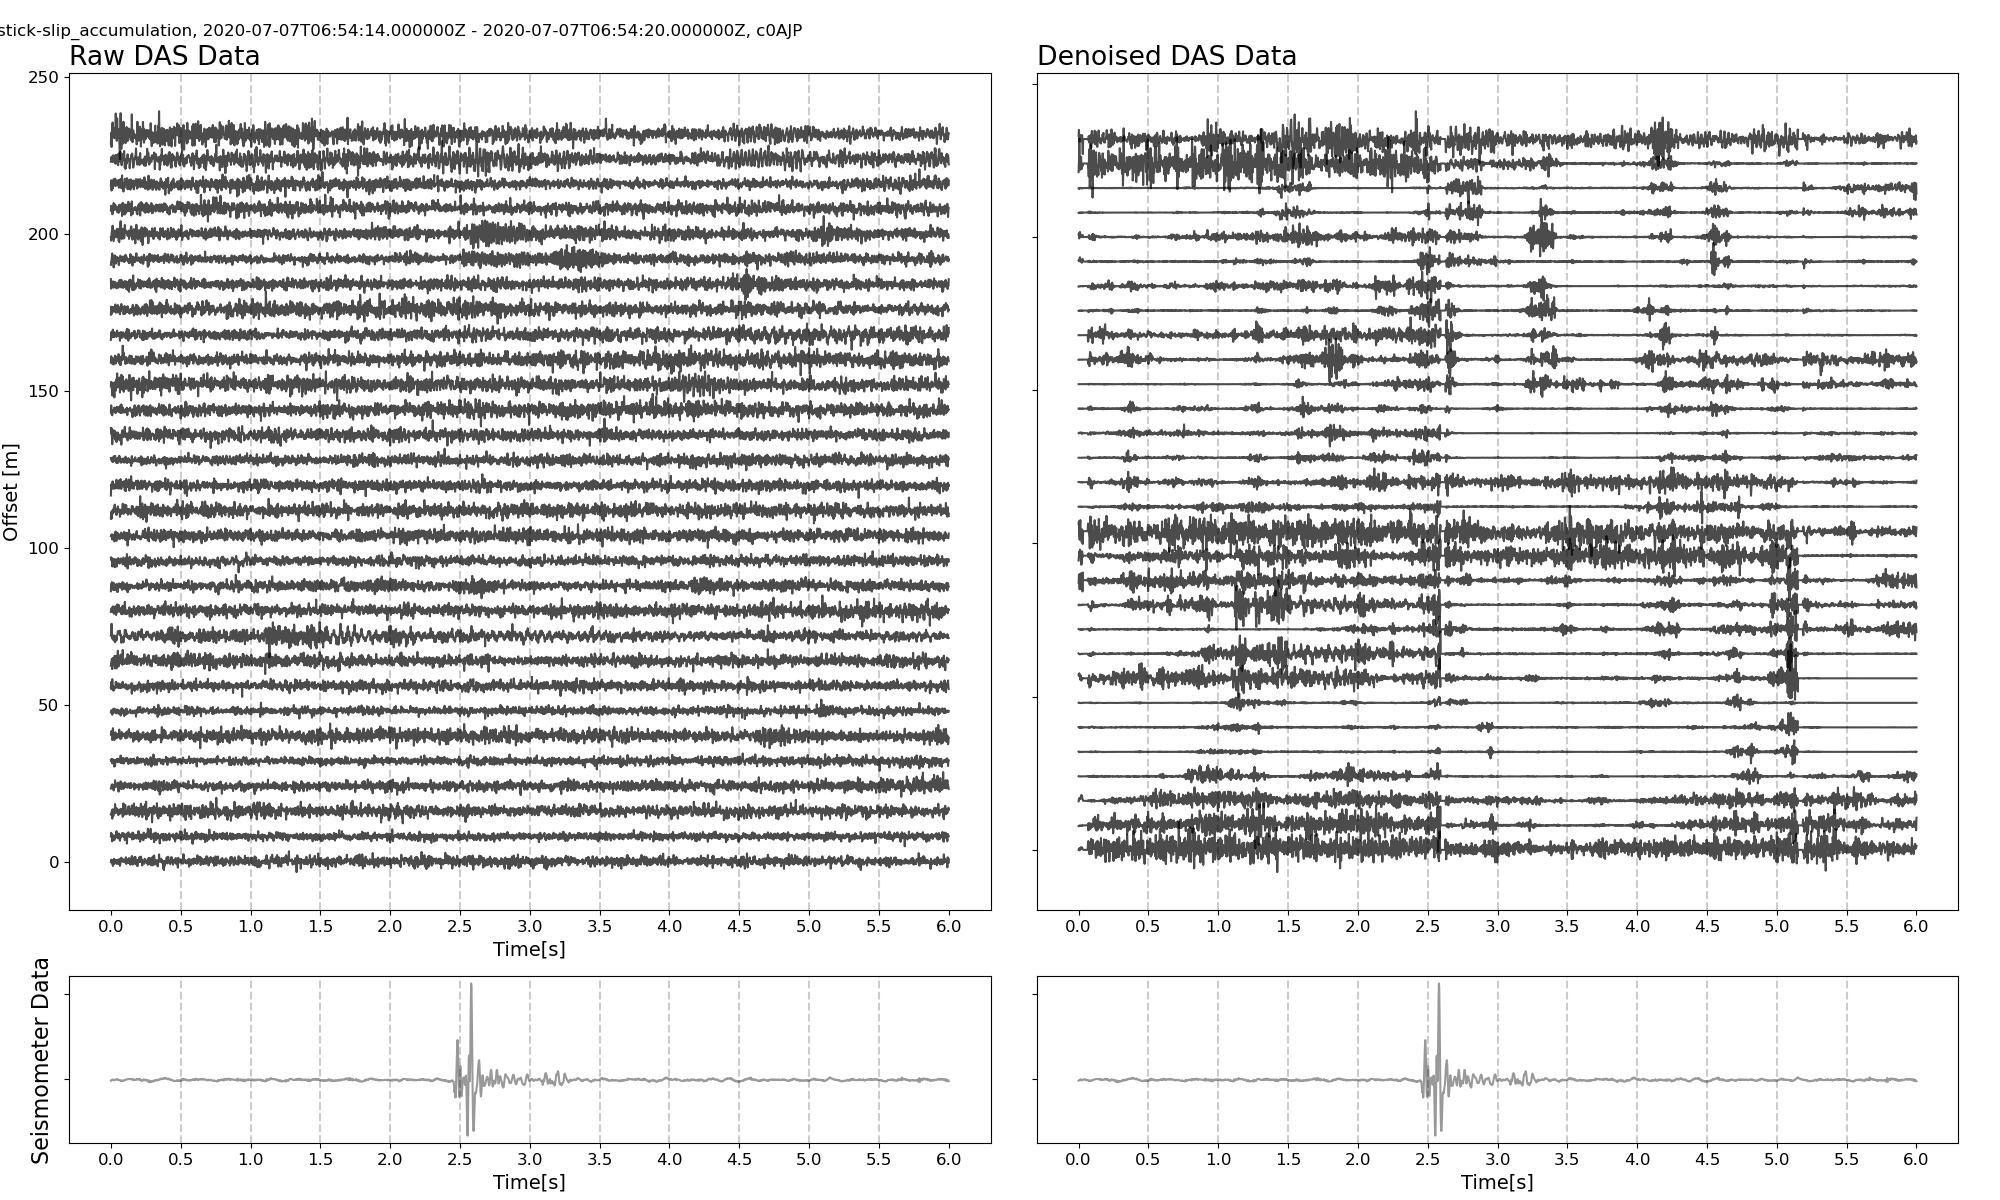 stick-slip_accumulation, 2020-07-07T06:54:14.000000Z - 2020-07-07T06:54:20.000000Z, c0AJP
Raw DAS Data
Denoised DAS Data
250
200
150
100
50
0
Offset [m]
0.0 0.5 1.0 1.5 2.0 2.5 3.0 3.5 4.0 4.5 5.0 5.5 6.0
Time[s]
0.0 0.5 1.0 1.5 2.0 2.5 3.0 3.5 4.0 4.5 5.0 5.5 6.0
Seismometer Data
0.0 0.5 1.0 1.5 2.0 2.5 3.0 3.5 4.0 4.5 5.0 5.5 6.0
Time[s]
0.0 0.5 1.0 1.5 2.0 2.5 3.0 3.5 4.0 4.5 5.0 5.5 6.0
Time[s]